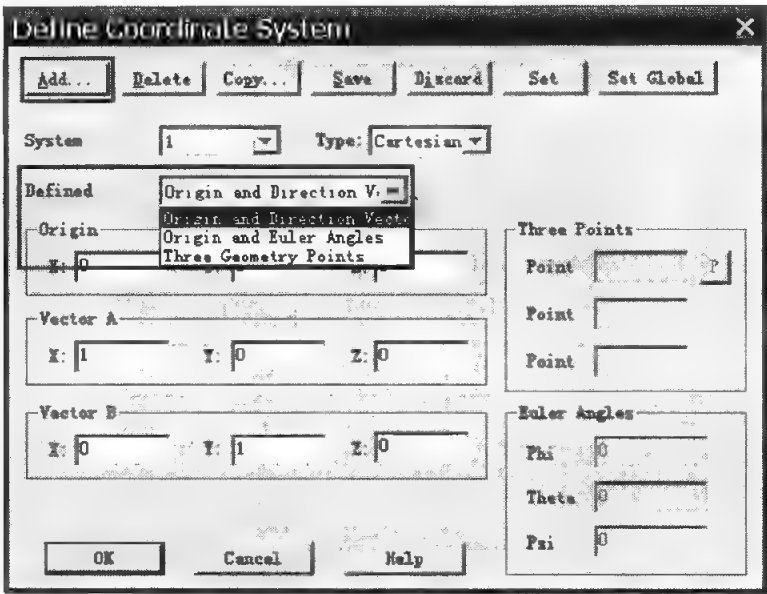 Define Coordinate System
Add... Delete Copy... Save Discard Set Set Global
System 1 Type: Cartesian
Defined Origin and Direction V
Origin and Direction Vecto
Origin and Euler Angles
Three Geometry Points
Origin
X: 0
Three Points
Point P
Point
Point
Vector A
X: 1 Y: 0 Z: 0
Vector B
X: 0 Y: 1 Z: 0
Euler Angles
Phi 0
Theta 0
Psi 0
OK Cancel Help